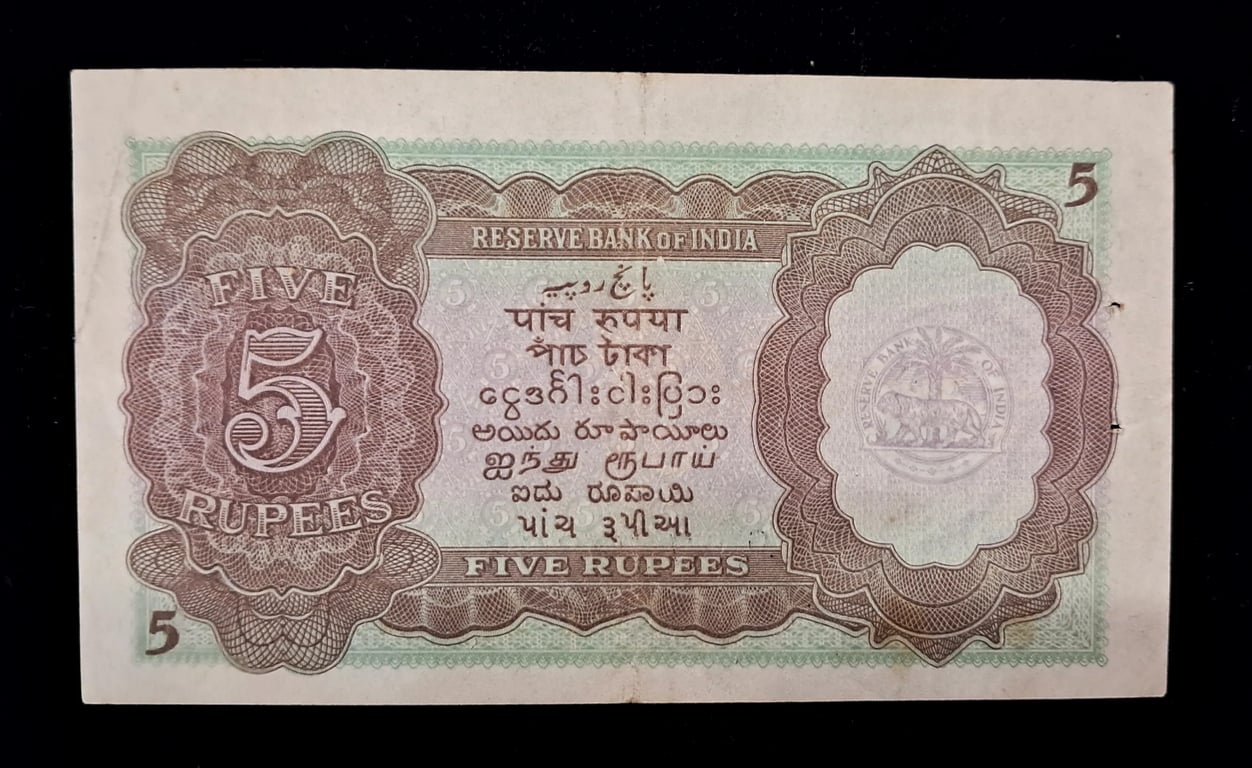 5
RESERVE BANK OF INDIA
FIVE
5
RUPEES
پانچ روپیہ
पांच रुपया
পাঁচ টাকা
ငွေဒင်္ဂါးငါးပြား
అయిదు రూపాయీలు
ஐந்து ரூபாய்
ಐದು ರೂಪಾಯಿ
પાંચ રૂપીઆ
RESERVE BANK OF INDIA
FIVE RUPEES
5